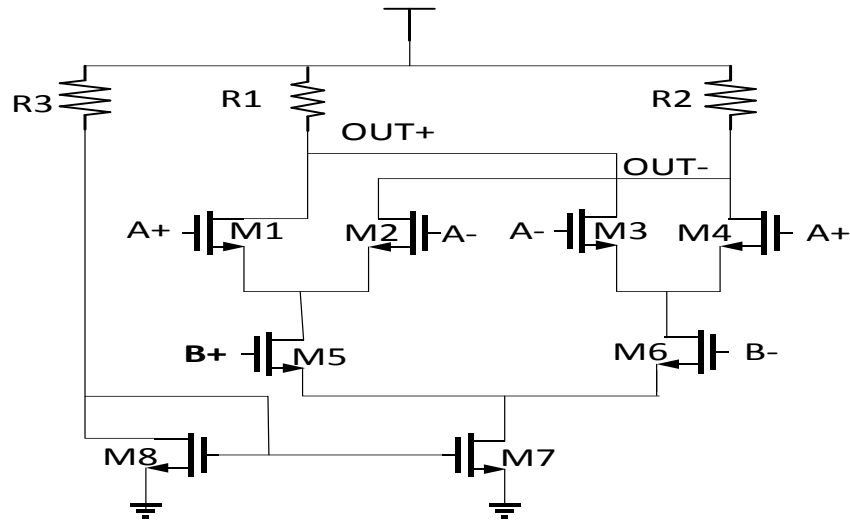 R3
R1
R2
OUT+
OUT-
A+
M1
M2
A-
A-
M3
M4
A+
B+
M5
M6
B-
M8
M7